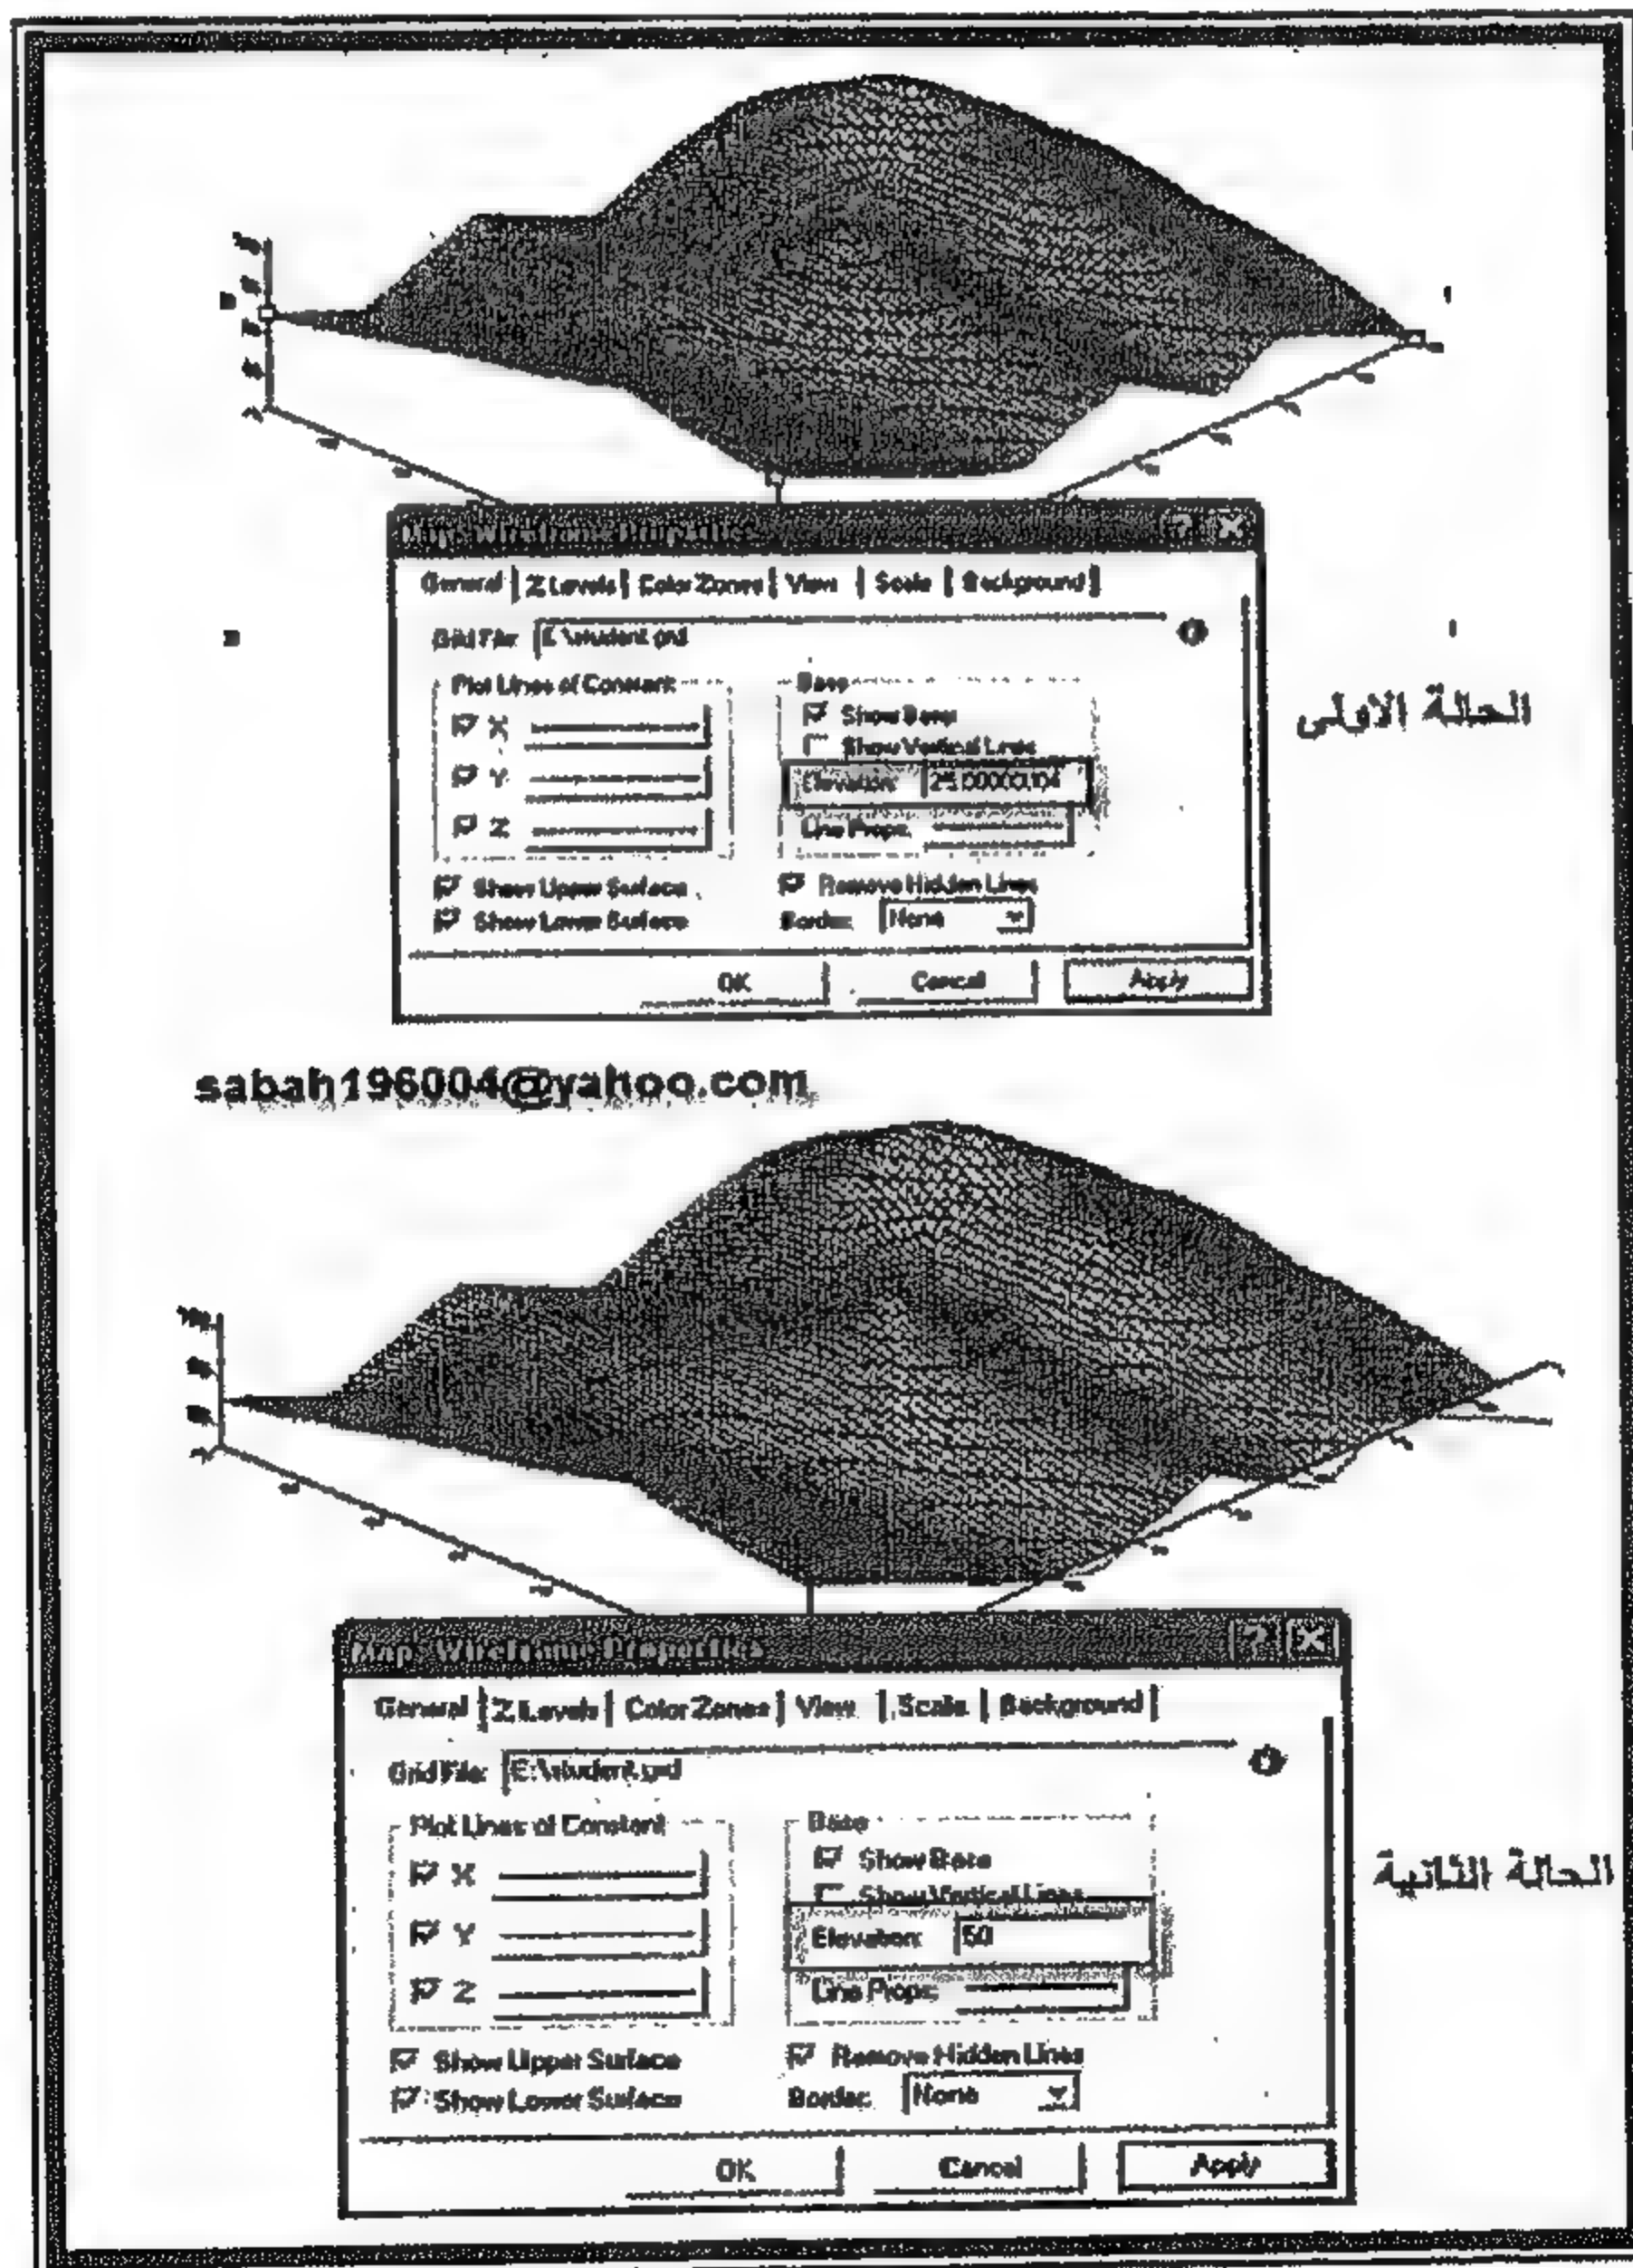 Map: Wireframe Properties
General Z Levels Color Zones View Scale Background
Grid File: E:\student.grd
Plot Lines of Constant
Base
X
Show Base
Show Vertical Lines
Y
Elevation:
Z
Line Props:
Show Upper Surface
Remove Hidden Lines
Show Lower Surface
Border: None
OK Cancel Apply
الحالة الاولى
sabah196004@yahoo.com
Map: Wireframe Properties
General Z Levels Color Zones View Scale Background
Grid File: E:\student.grd
Plot Lines of Constant
Base
X
Show Base
Show Vertical Lines
Y
Elevation: 50
Z
Line Props:
Show Upper Surface
Remove Hidden Lines
Show Lower Surface
Border: None
OK Cancel Apply
الحالة الثانية